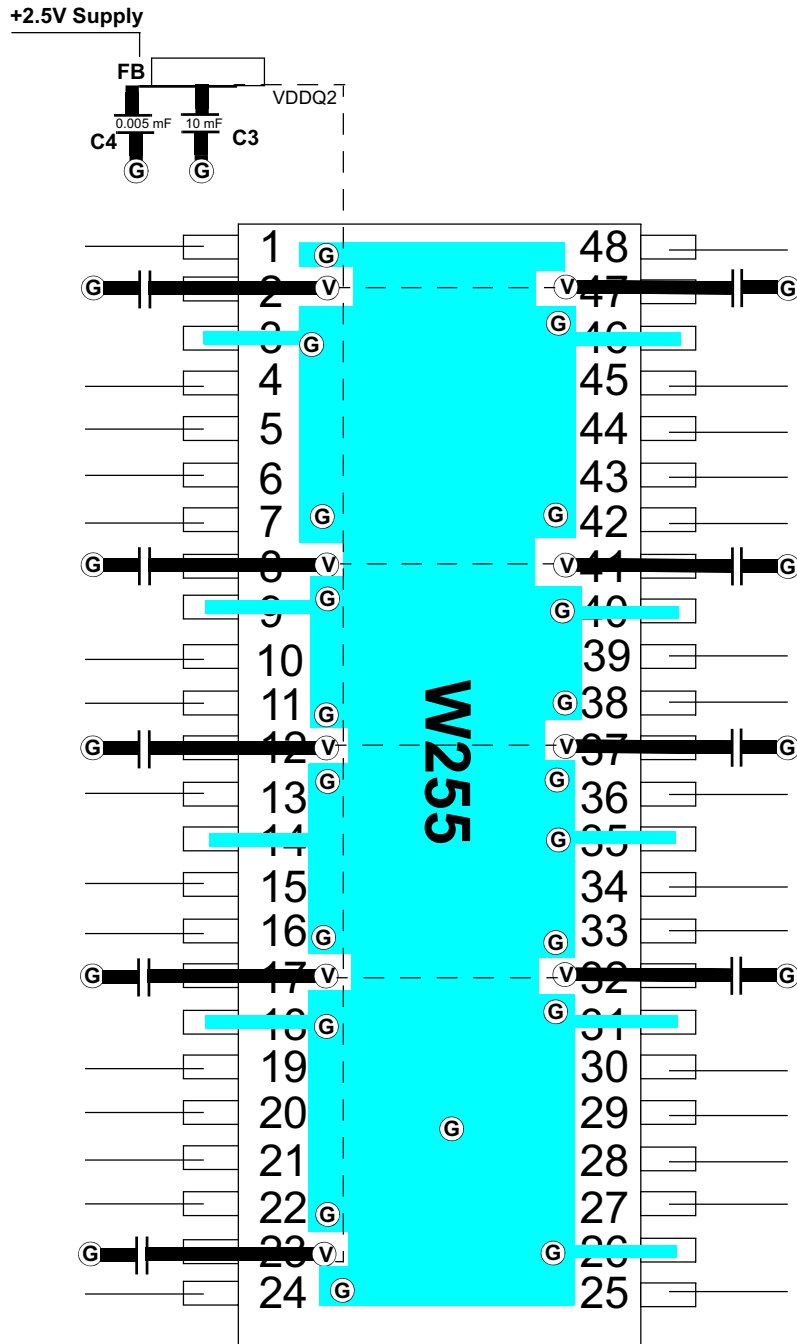 +2.5V Supply
FB
VDDQ2
0.005 mF 10 mF
C4 C3
G G
1 G 48
G 2 V V 47 G
3 G G 46
4 45
5 44
6 43
7 G G 42
G 8 V V 41 G
9 G G 40
10 39
11 G G 38
G 12 V V 37 G
13 G G 36
14 G 35
15 34
16 G G 33
G 17 V V 32 G
18 G G 31
19 30
20 G 29
21 28
22 G 27
G 23 V G 26
24 G 25
W255